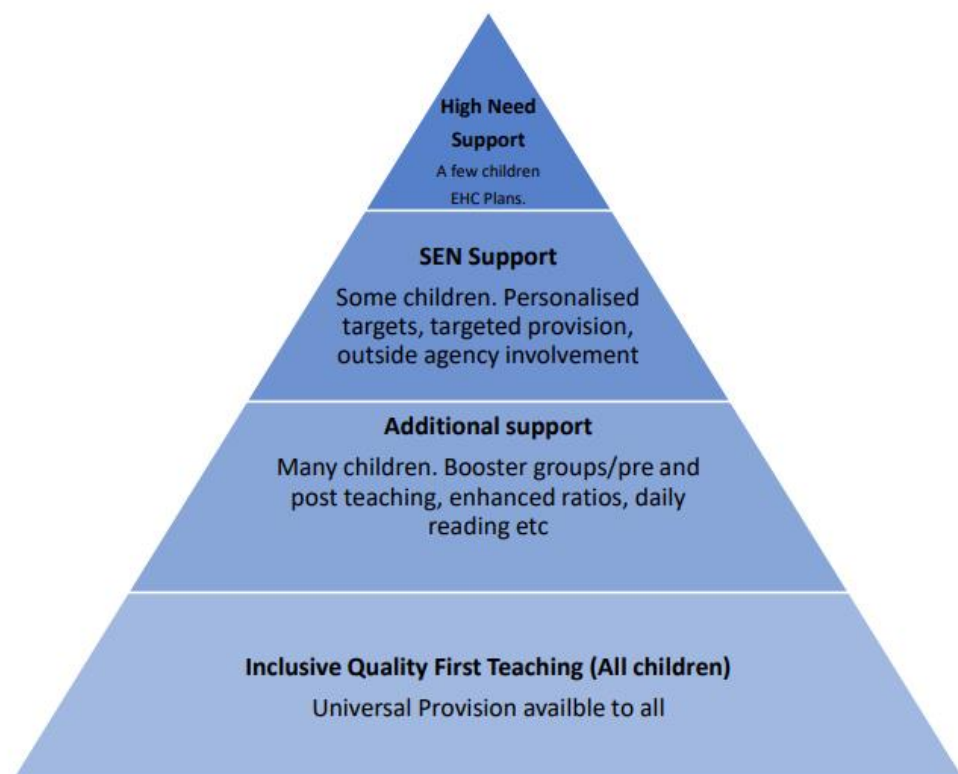 High Need
Support
A few children
EHC Plans.
SEN Support
Some children. Personalised
targets, targeted provision,
outside agency involvement
Additional support
Many children. Booster groups/pre and
post teaching, enhanced ratios, daily
reading etc
Inclusive Quality First Teaching (All children)
Universal Provision availble to all